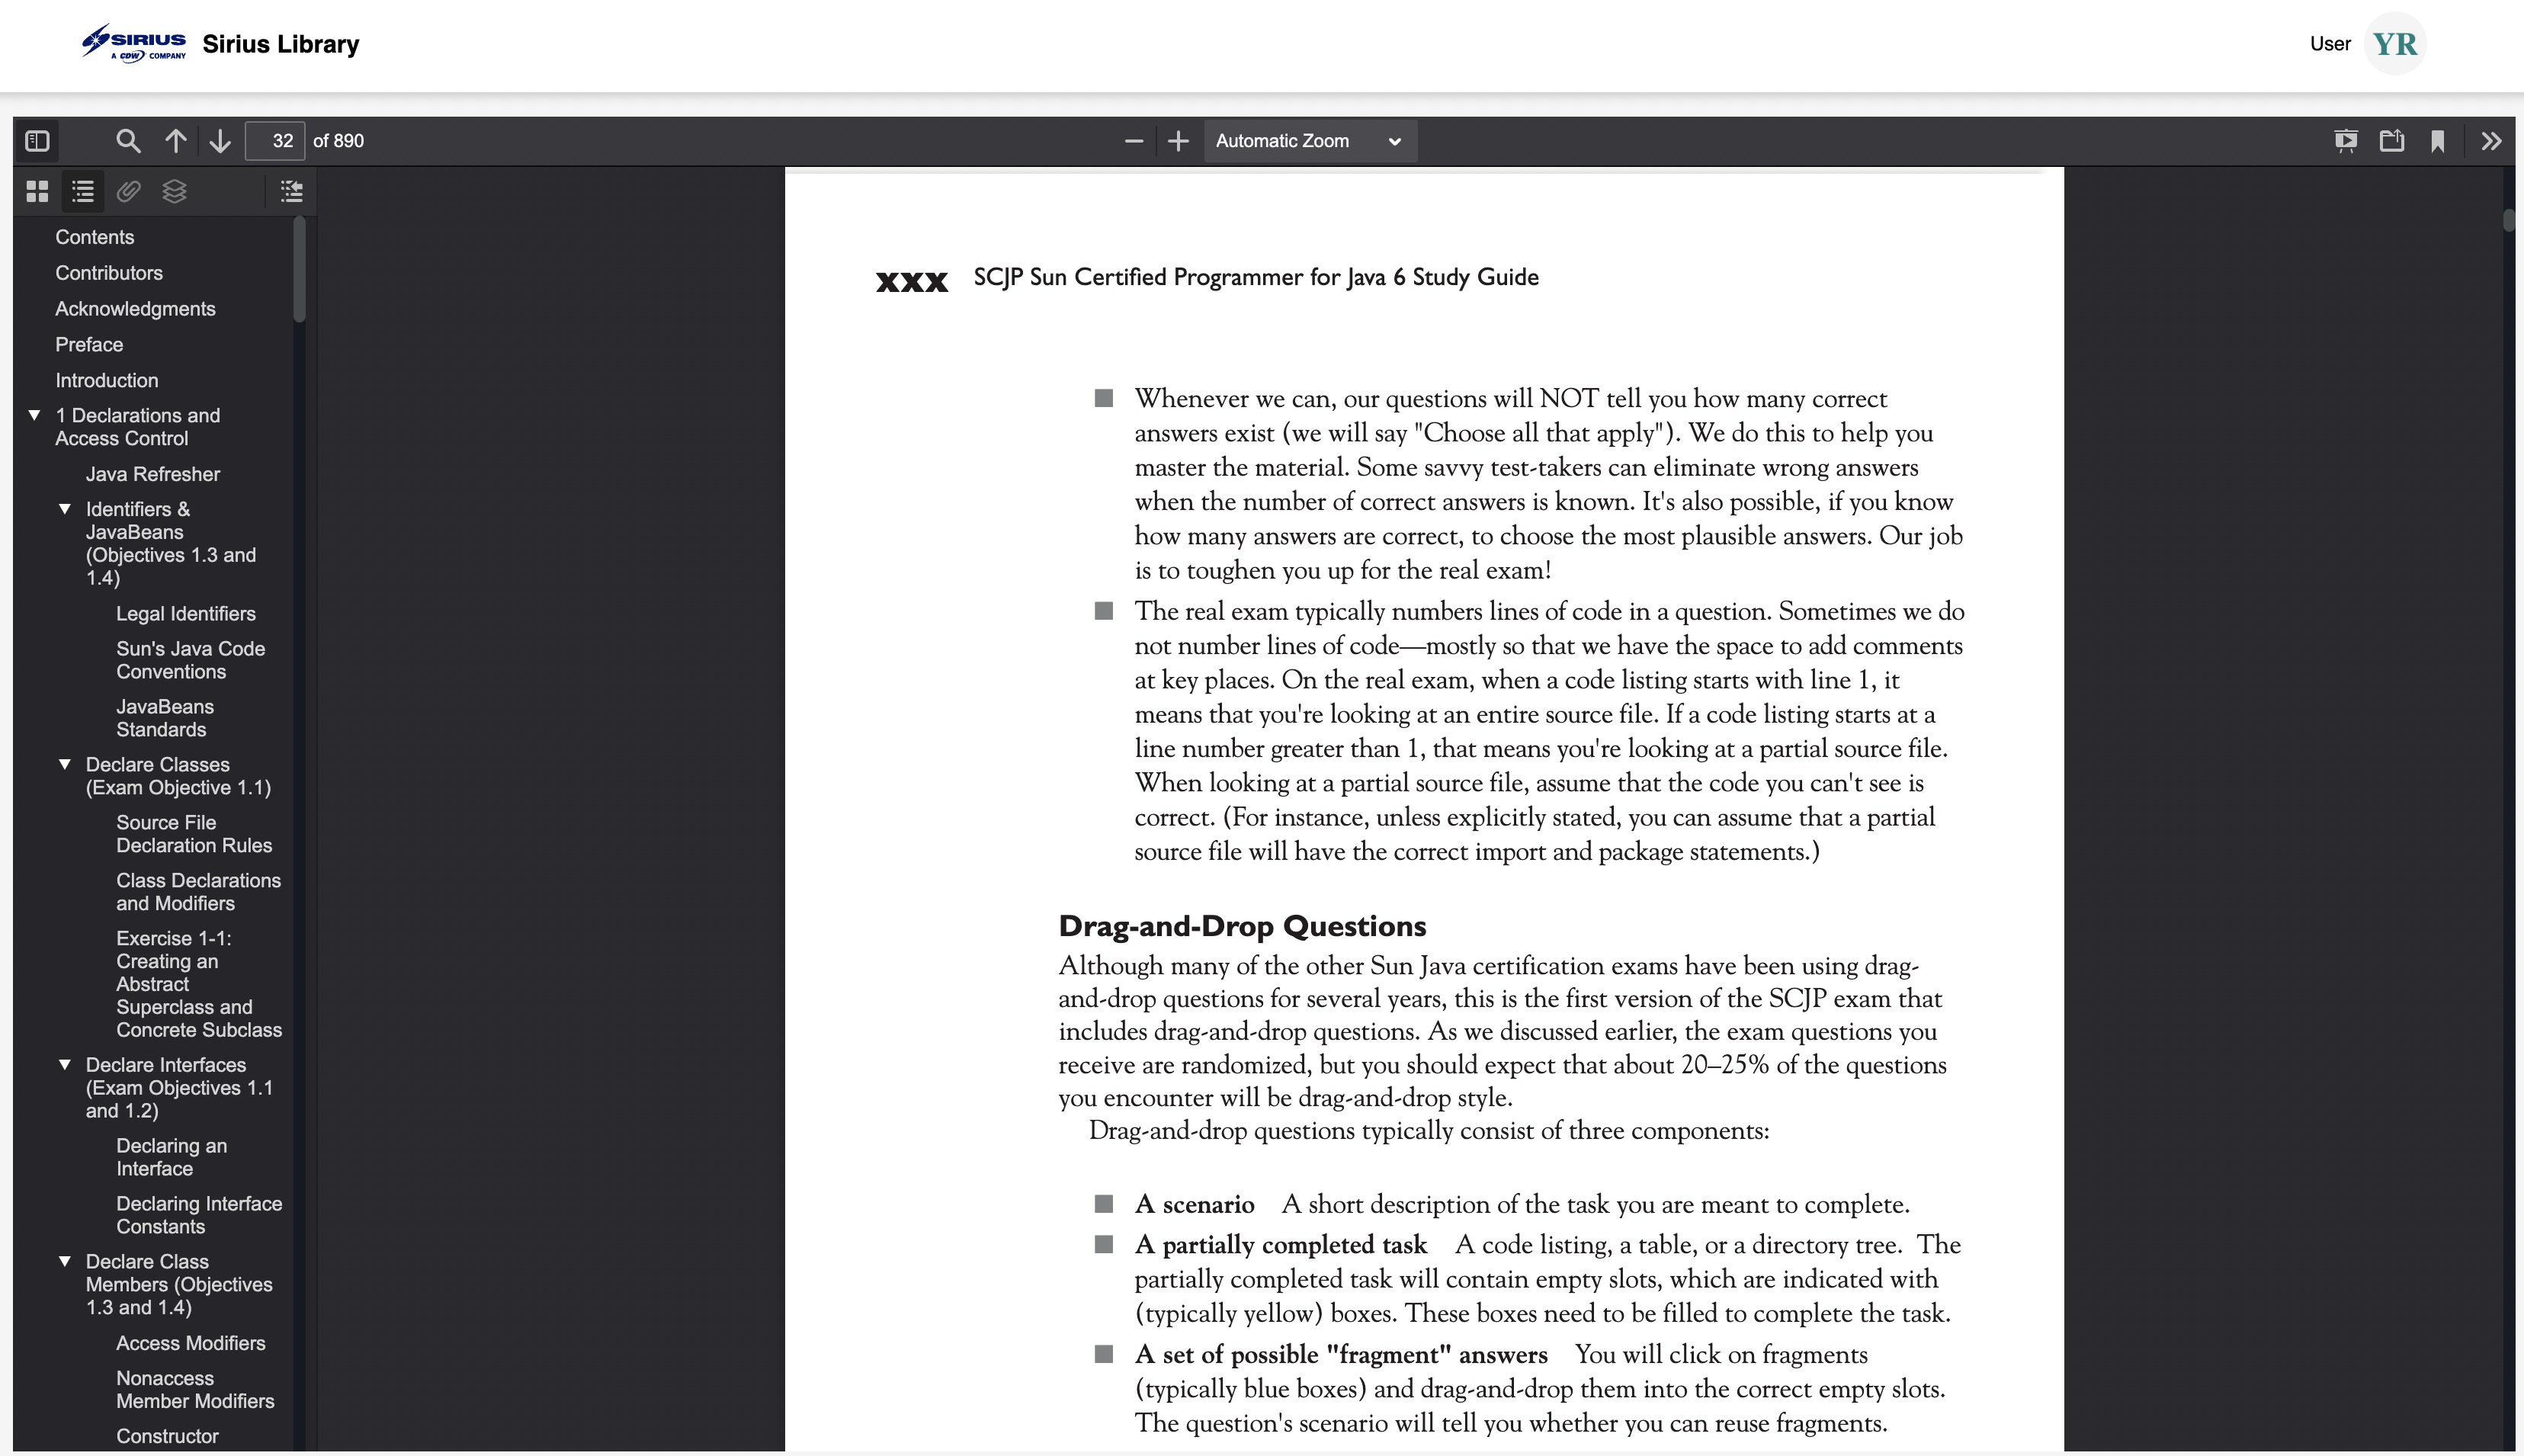 SIRIUS
A CDW COMPANY
Sirius Library
User
YR
32
of 890
Automatic Zoom
Contents
Contributors
Acknowledgments
Preface
Introduction
1 Declarations and
Access Control
Java Refresher
Identifiers &
JavaBeans
(Objectives 1.3 and
1.4)
Legal Identifiers
Sun's Java Code
Conventions
JavaBeans
Standards
Declare Classes
(Exam Objective 1.1)
Source File
Declaration Rules
Class Declarations
and Modifiers
Exercise 1-1:
Creating an
Abstract
Superclass and
Concrete Subclass
Declare Interfaces
(Exam Objectives 1.1
and 1.2)
Declaring an
Interface
Declaring Interface
Constants
Declare Class
Members (Objectives
1.3 and 1.4)
Access Modifiers
Nonaccess
Member Modifiers
Constructor
xxx SCJP Sun Certified Programmer for Java 6 Study Guide
Whenever we can, our questions will NOT tell you how many correct
answers exist (we will say "Choose all that apply"). We do this to help you
master the material. Some savvy test-takers can eliminate wrong answers
when the number of correct answers is known. It's also possible, if you know
how many answers are correct, to choose the most plausible answers. Our job
is to toughen you up for the real exam!
The real exam typically numbers lines of code in a question. Sometimes we do
not number lines of code—mostly so that we have the space to add comments
at key places. On the real exam, when a code listing starts with line 1, it
means that you're looking at an entire source file. If a code listing starts at a
line number greater than 1, that means you're looking at a partial source file.
When looking at a partial source file, assume that the code you can't see is
correct. (For instance, unless explicitly stated, you can assume that a partial
source file will have the correct import and package statements.)
Drag-and-Drop Questions
Although many of the other Sun Java certification exams have been using drag-
and-drop questions for several years, this is the first version of the SCJP exam that
includes drag-and-drop questions. As we discussed earlier, the exam questions you
receive are randomized, but you should expect that about 20–25% of the questions
you encounter will be drag-and-drop style.
Drag-and-drop questions typically consist of three components:
A scenario A short description of the task you are meant to complete.
A partially completed task A code listing, a table, or a directory tree. The
partially completed task will contain empty slots, which are indicated with
(typically yellow) boxes. These boxes need to be filled to complete the task.
A set of possible "fragment" answers You will click on fragments
(typically blue boxes) and drag-and-drop them into the correct empty slots.
The question's scenario will tell you whether you can reuse fragments.